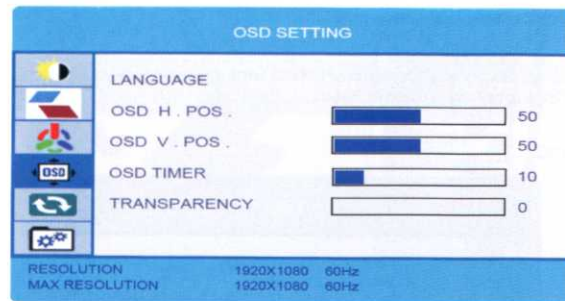 OSD SETTING
LANGUAGE
OSD H . POS . 50
OSD V . POS . 50
OSD
OSD TIMER 10
TRANSPARENCY 0
RESOLUTION 1920X1080 60Hz
MAX RESOLUTION 1920X1080 60Hz